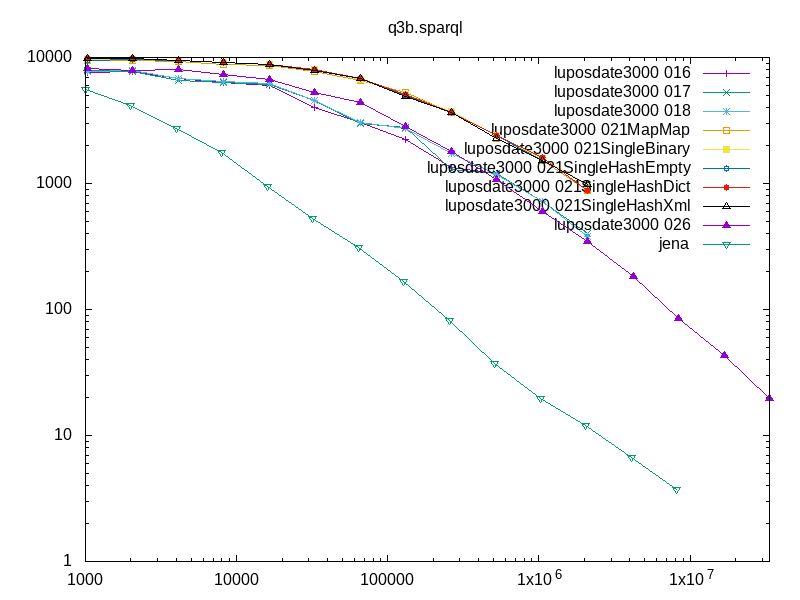 q3b.sparql
10000
1000
100
10
1
luposdate3000 016
luposdate3000 017
luposdate3000 018
luposdate3000 021MapMap
luposdate3000 021SingleBinary
luposdate3000 021SingleHashEmpty
luposdate3000 021SingleHashDict
luposdate3000 021SingleHashXml
luposdate3000 026
jena
1000 10000 100000 1x10^6 1x10^7